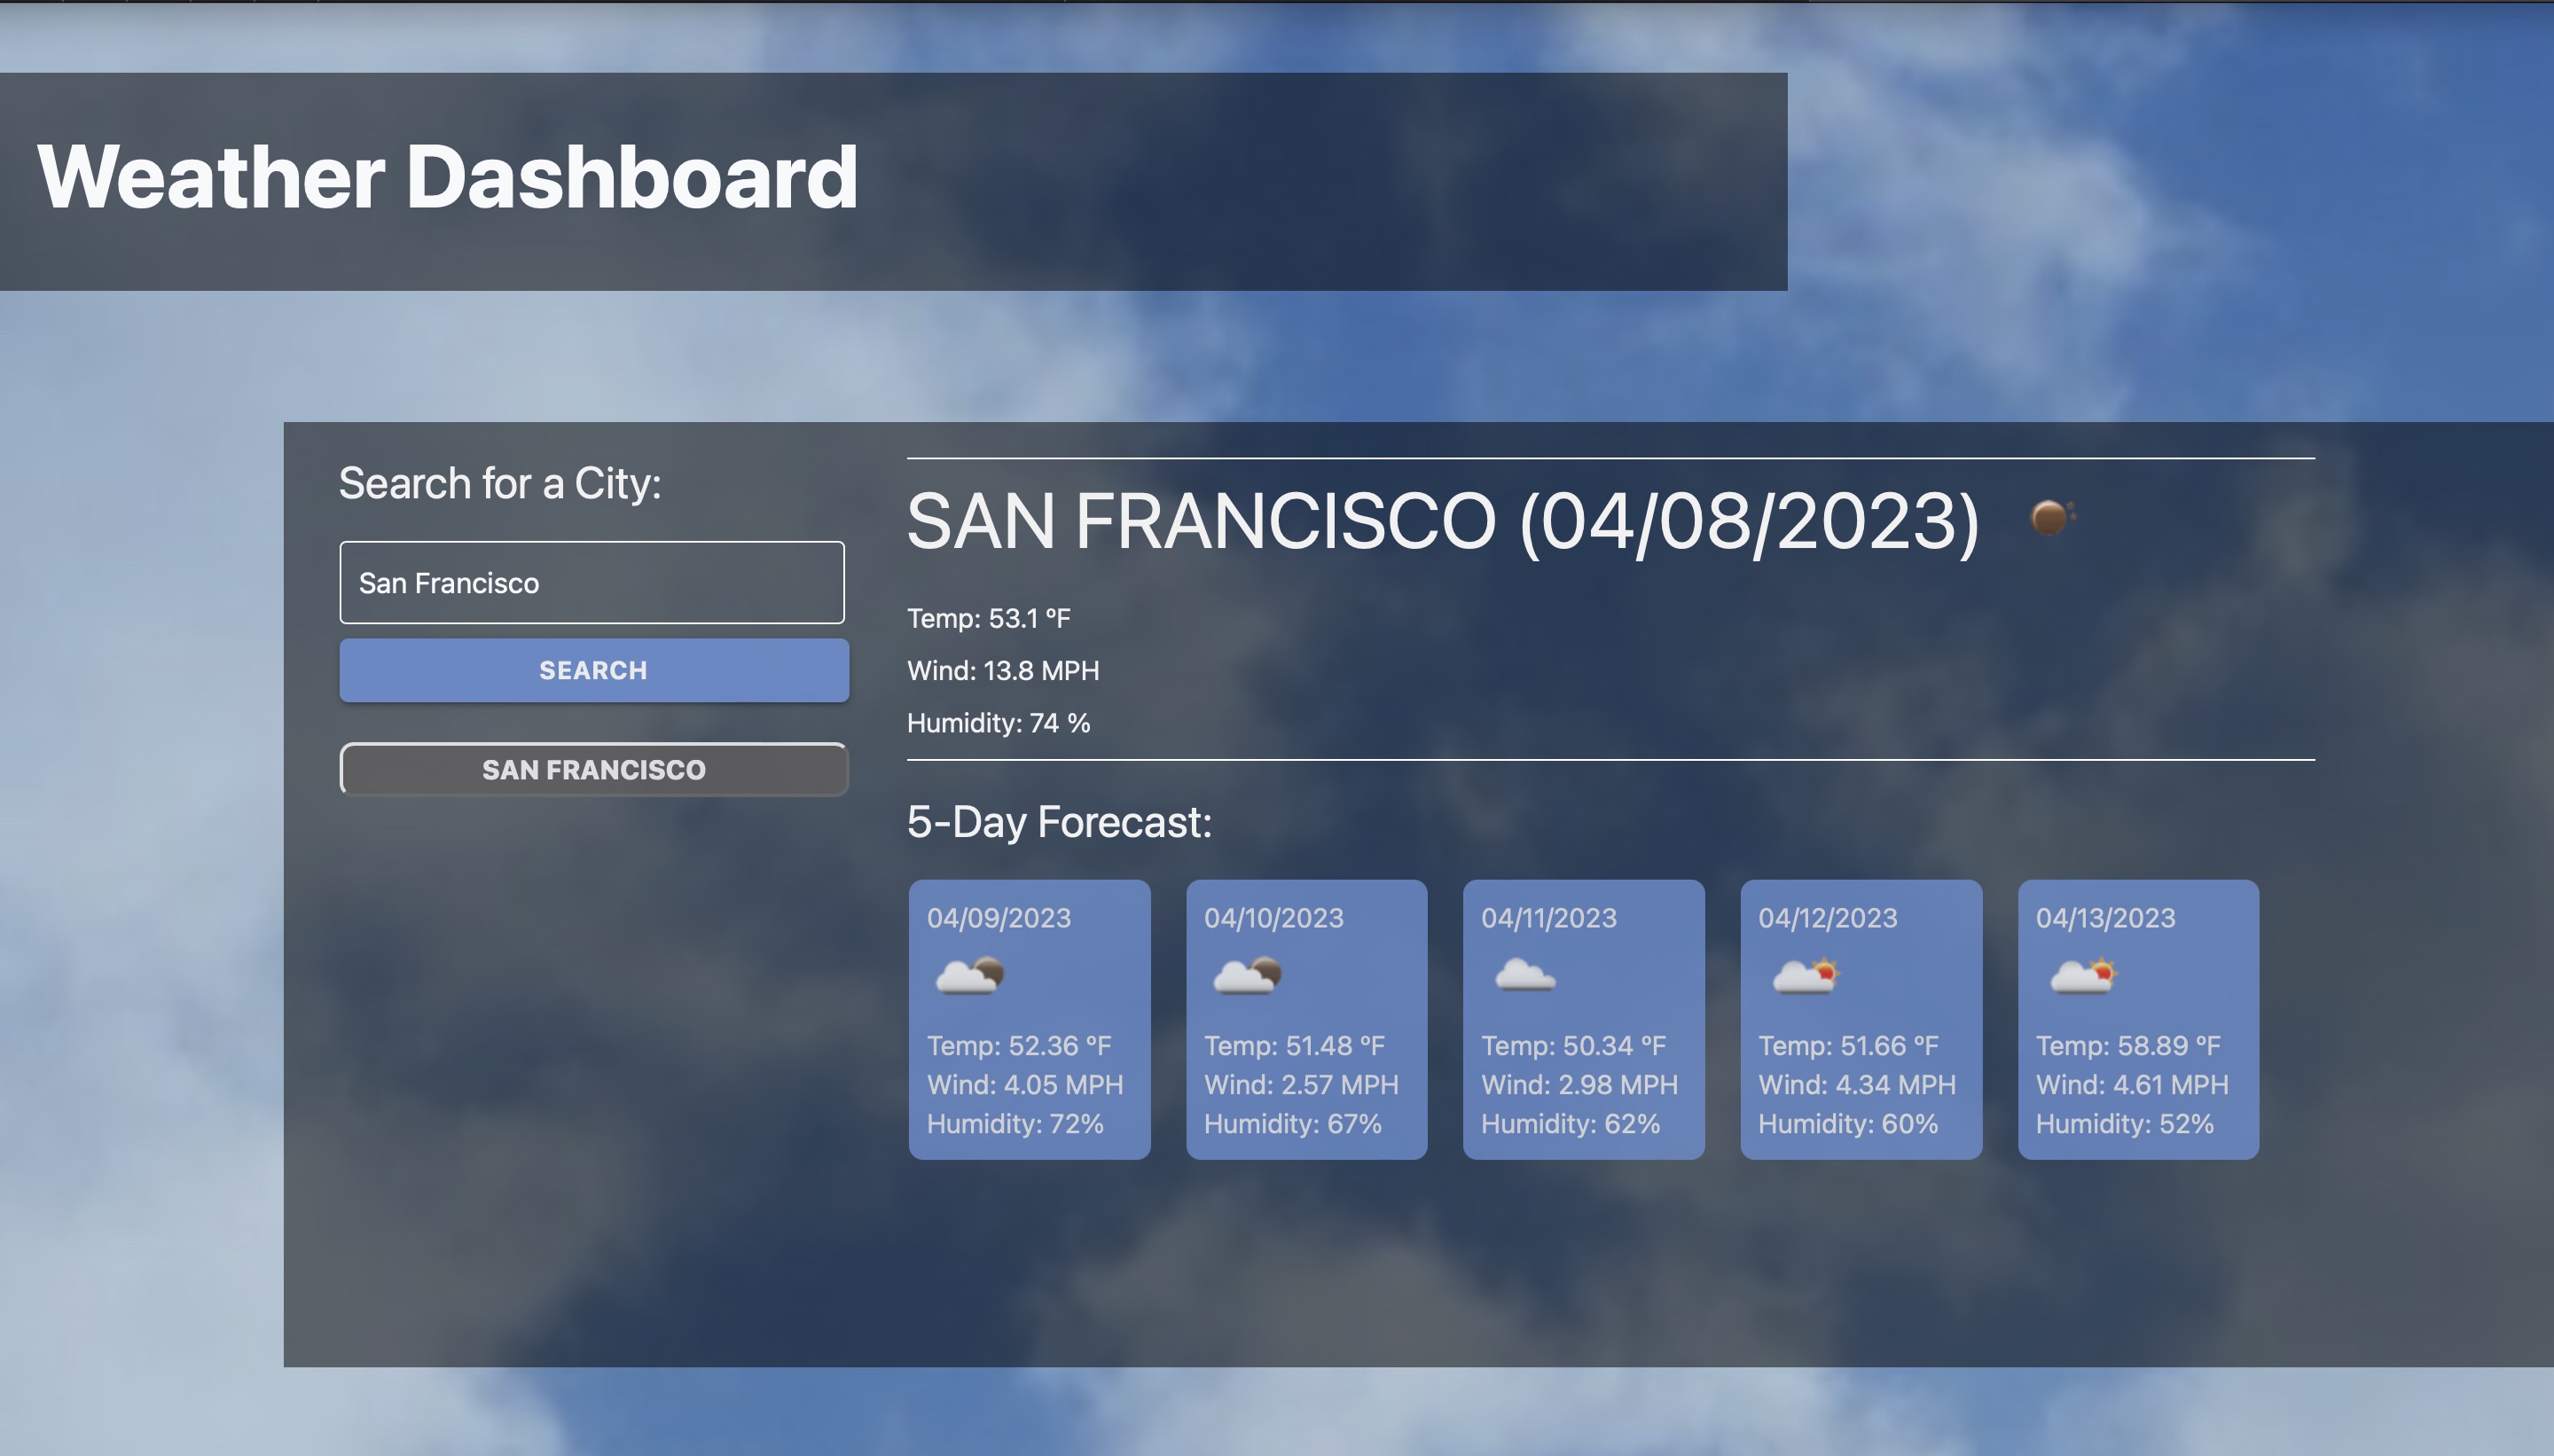 Weather Dashboard
Search for a City:
San Francisco
SEARCH
SAN FRANCISCO
SAN FRANCISCO (04/08/2023)
Temp: 53.1 °F
Wind: 13.8 MPH
Humidity: 74 %
5-Day Forecast:
04/09/2023
Temp: 52.36 °F
Wind: 4.05 MPH
Humidity: 72%
04/10/2023
Temp: 51.48 °F
Wind: 2.57 MPH
Humidity: 67%
04/11/2023
Temp: 50.34 °F
Wind: 2.98 MPH
Humidity: 62%
04/12/2023
Temp: 51.66 °F
Wind: 4.34 MPH
Humidity: 60%
04/13/2023
Temp: 58.89 °F
Wind: 4.61 MPH
Humidity: 52%